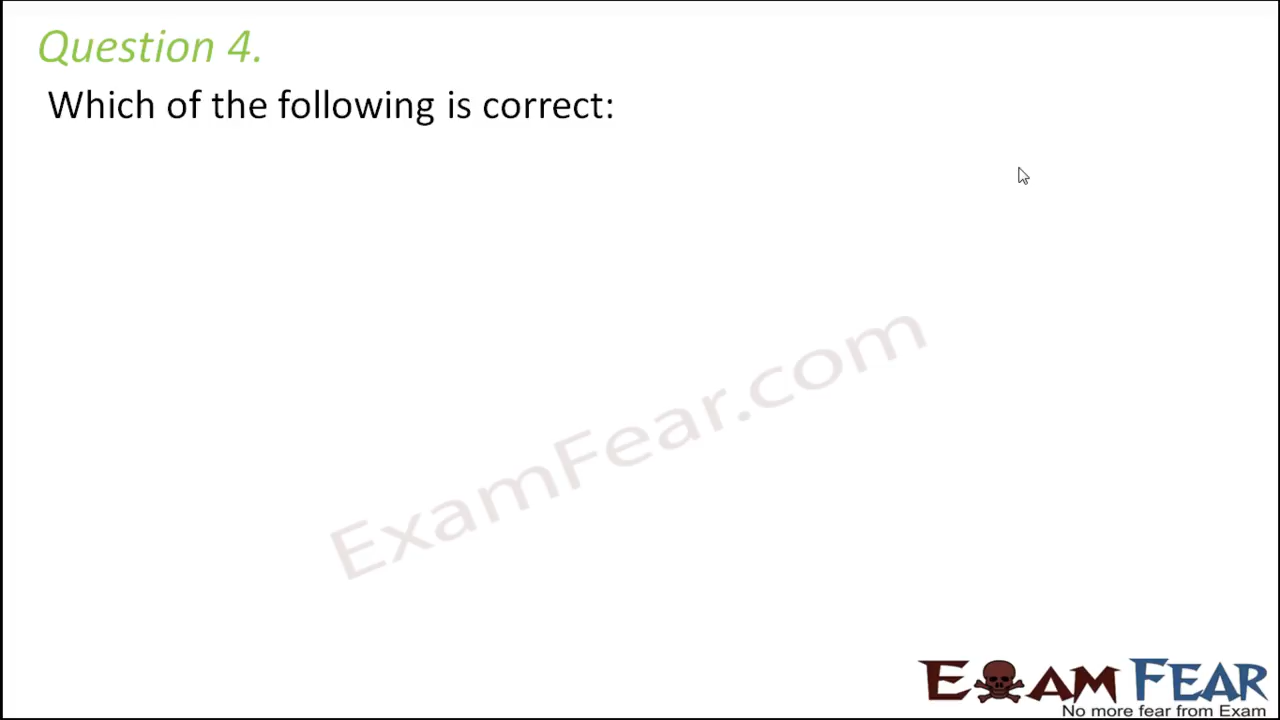 Question 4.
Which of the following is correct:
ExamFear.com
EXAM FEAR
No more fear from Exam